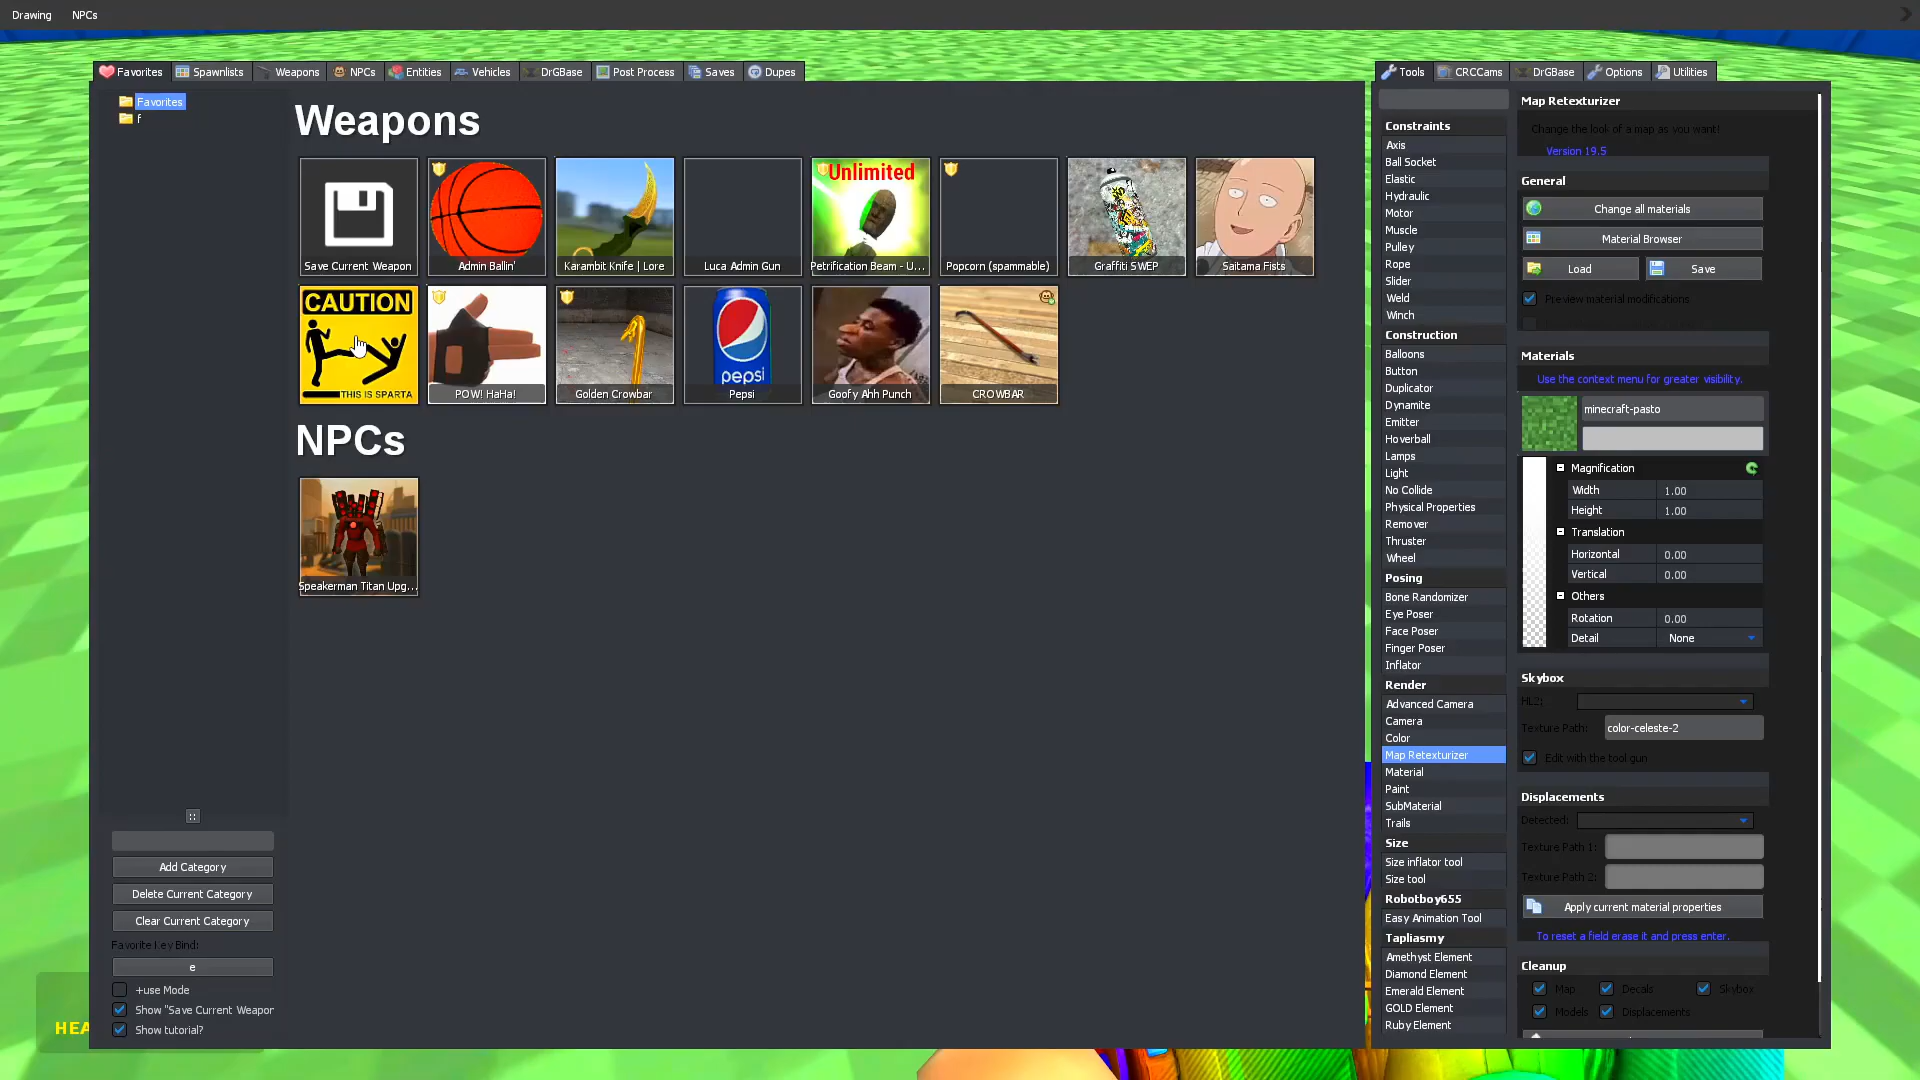 Drawing NPCs
Favorites Spawnlists Weapons NPCs Entities Vehicles DrGBase Post Process Saves Dupes
Favorites
f
Weapons
Save Current Weapon
Admin Ballin'
Karambit Knife | Lore
Luca Admin Gun
Unlimited
Petrification Beam - U...
Popcorn (spammable)
Graffiti SWEP
Saitama Fists
CAUTION
THIS IS SPARTA
POW! HaHa!
Golden Crowbar
pepsi
Pepsi
Goofy Ahh Punch
CROWBAR
NPCs
Speakerman Titan Upg...
Add Category
Delete Current Category
Clear Current Category
Favorite Key Bind:
e
+use Mode
Show "Save Current Weapon
Show tutorial?
HEA
Tools CRCCams DrGBase Options Utilities
Constraints
Axis
Ball Socket
Elastic
Hydraulic
Motor
Muscle
Pulley
Rope
Slider
Weld
Winch
Construction
Balloons
Button
Duplicator
Dynamite
Emitter
Hoverball
Lamps
Light
No Collide
Physical Properties
Remover
Thruster
Wheel
Posing
Bone Randomizer
Eye Poser
Face Poser
Finger Poser
Inflator
Render
Advanced Camera
Camera
Color
Map Retexturizer
Material
Paint
SubMaterial
Trails
Size
Size inflator tool
Size tool
Robotboy655
Easy Animation Tool
Tapliasmy
Amethyst Element
Diamond Element
Emerald Element
GOLD Element
Ruby Element
Map Retexturizer
Change the look of a map as you want!
Version 19.5
General
Change all materials
Material Browser
Load Save
Preview material modifications
Materials
Use the context menu for greater visibility.
minecraft-pasto
Magnification
Width 1.00
Height 1.00
Translation
Horizontal 0.00
Vertical 0.00
Others
Rotation 0.00
Detail None
Skybox
HL2:
Texture Path: color-celeste-2
Edit with the tool gun
Displacements
Detected:
Texture Path 1:
Texture Path 2:
Apply current material properties
To reset a field erase it and press enter.
Cleanup
Map Decals Skybox
Models Displacements